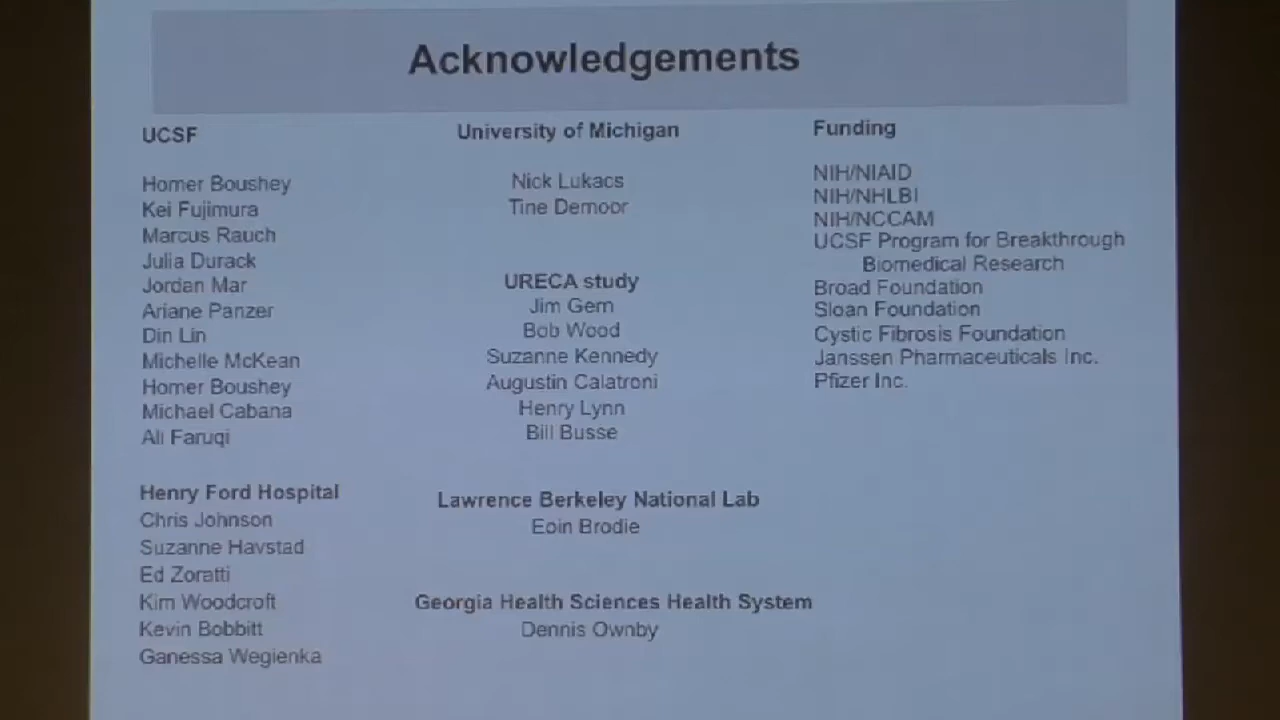 Acknowledgements
UCSF
Homer Boushey
Kei Fujimura
Marcus Rauch
Julia Durack
Jordan Mar
Ariane Panzer
Din Lin
Michelle McKean
Homer Boushey
Michael Cabana
Ali Faruqi
Henry Ford Hospital
Chris Johnson
Suzanne Havstad
Ed Zoratti
Kim Woodcroft
Kevin Bobbitt
Ganessa Wegienka
University of Michigan
Nick Lukacs
Tine Demoor
URECA study
Jim Gern
Bob Wood
Suzanne Kennedy
Augustin Calatroni
Henry Lynn
Bill Busse
Lawrence Berkeley National Lab
Eoin Brodie
Georgia Health Sciences Health System
Dennis Ownby
Funding
NIH/NIAID
NIH/NHLBI
NIH/NCCAM
UCSF Program for Breakthrough
Biomedical Research
Broad Foundation
Sloan Foundation
Cystic Fibrosis Foundation
Janssen Pharmaceuticals Inc.
Pfizer Inc.